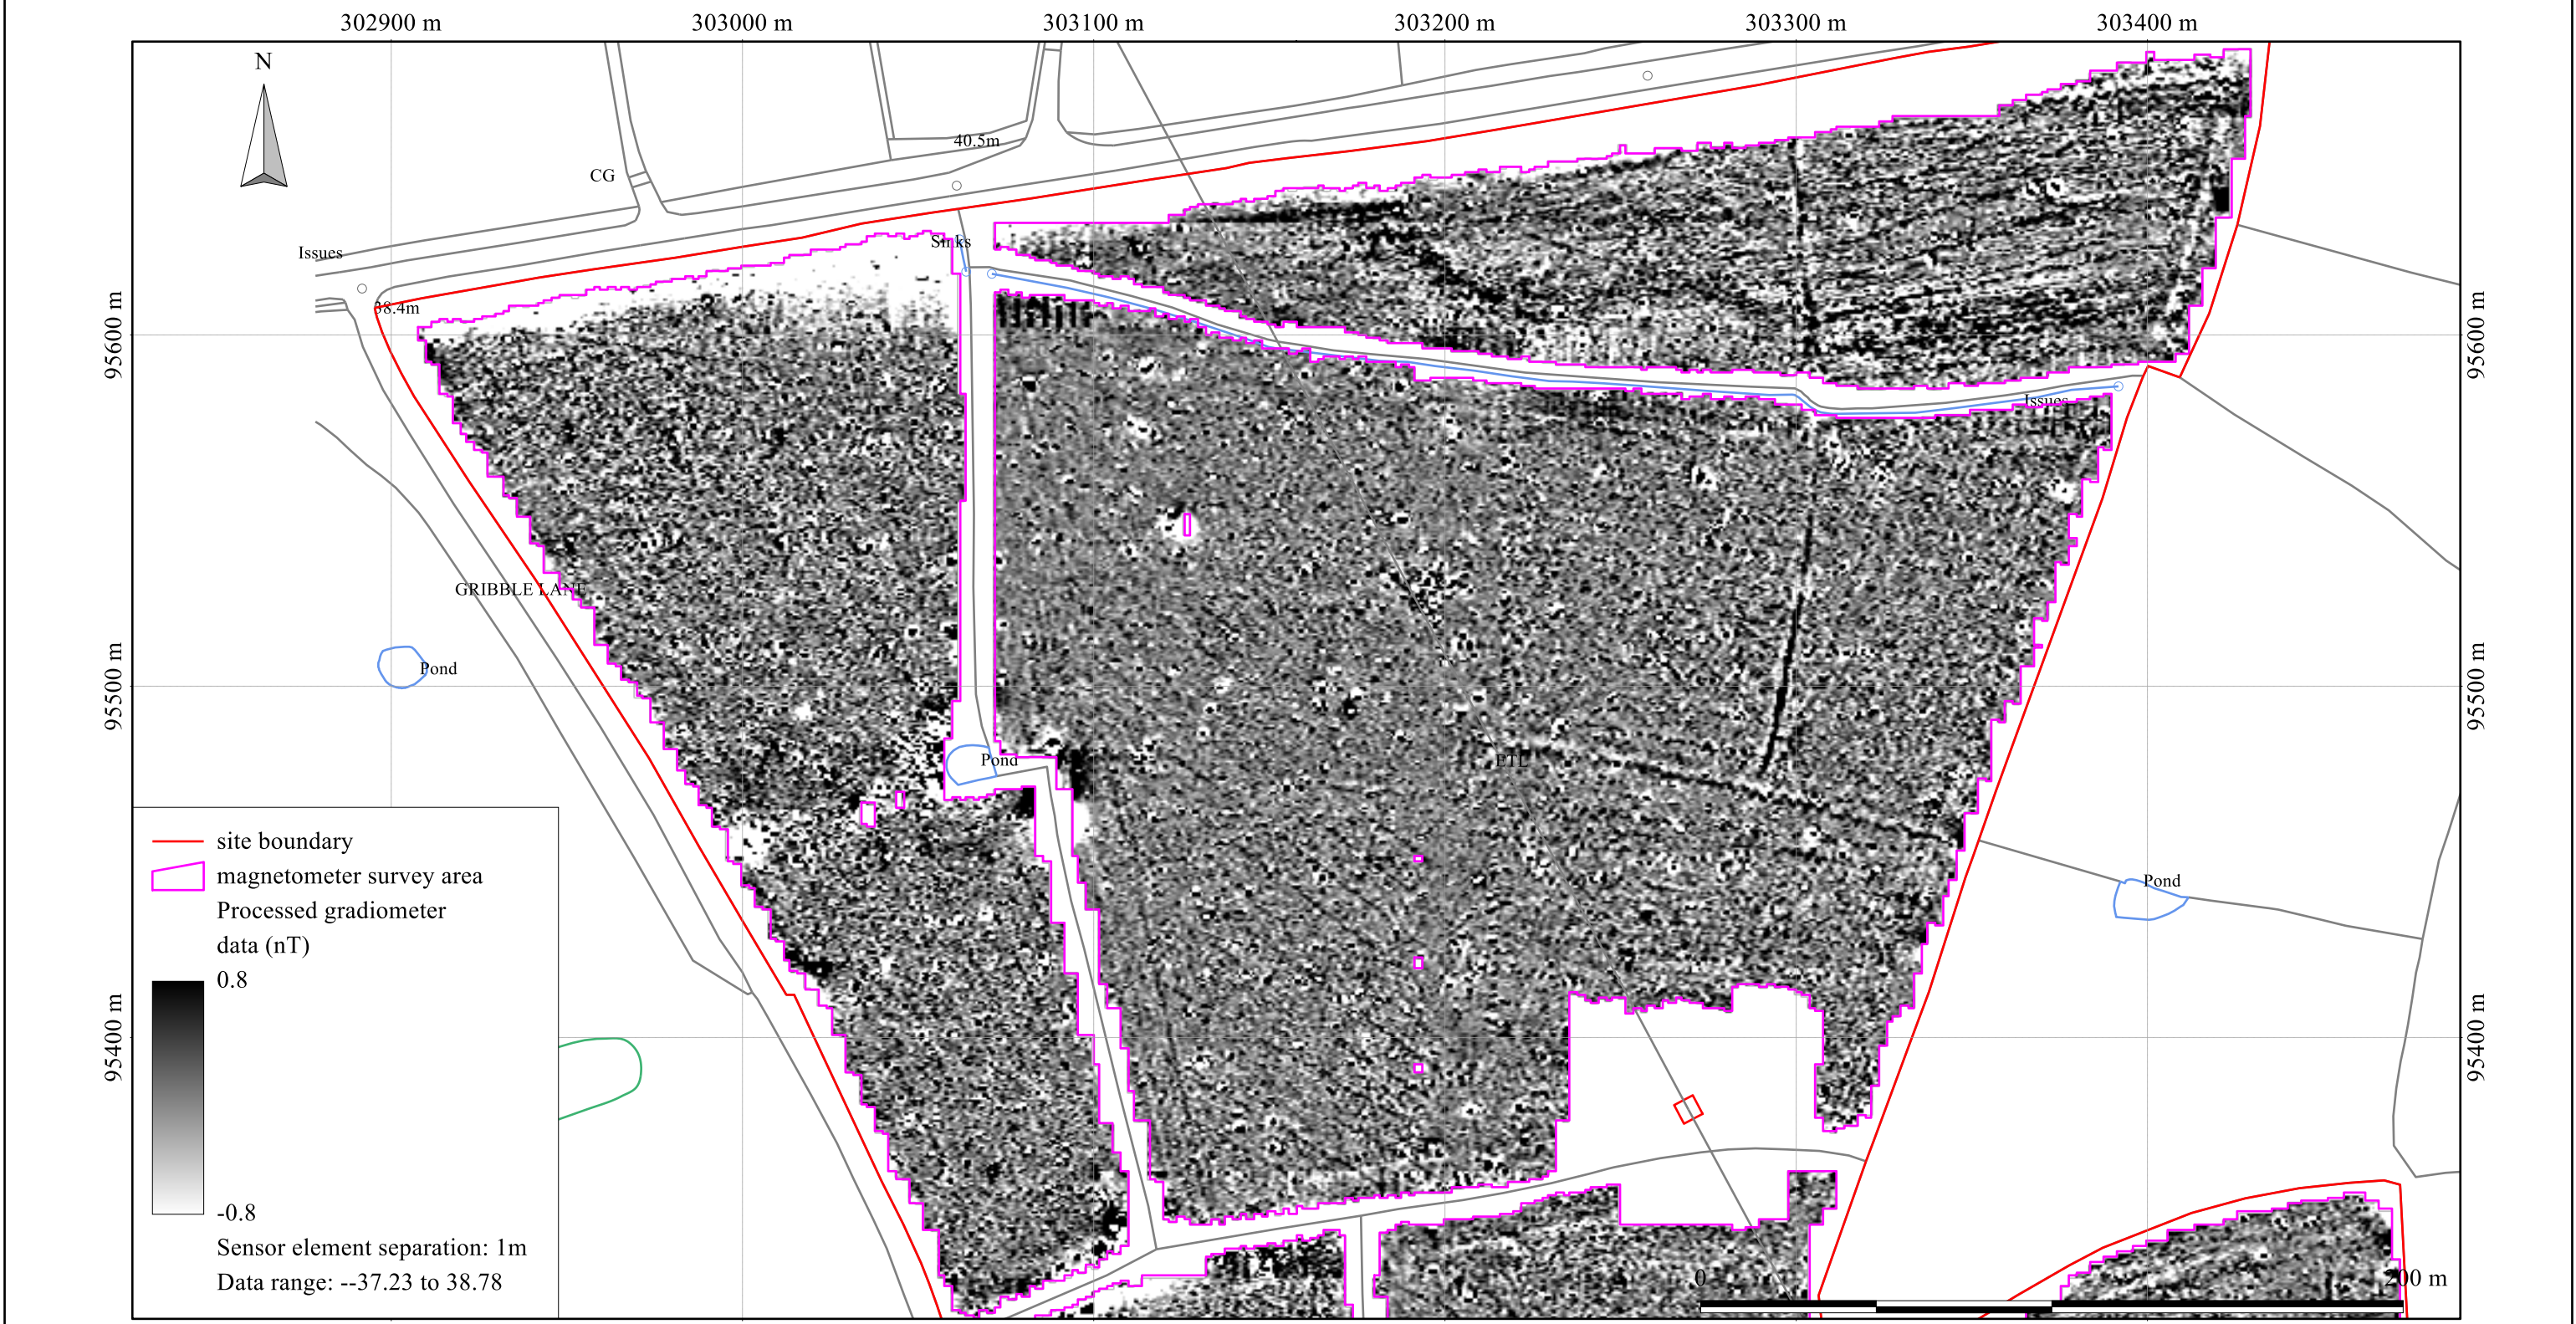 302900 m 303000 m 303100 m 303200 m 303300 m 303400 m
N
40.5m
CG
Sinks
Issues
38.4m
95600 m 95600 m
Issues
GRIBBLE LANE
95500 m 95500 m
Pond
Pond
ETL
site boundary
magnetometer survey area
Pond
Processed gradiometer
data (nT)
0.8
95400 m 95400 m
-0.8
Sensor element separation: 1m
Data range: --37.23 to 38.78
0 200 m